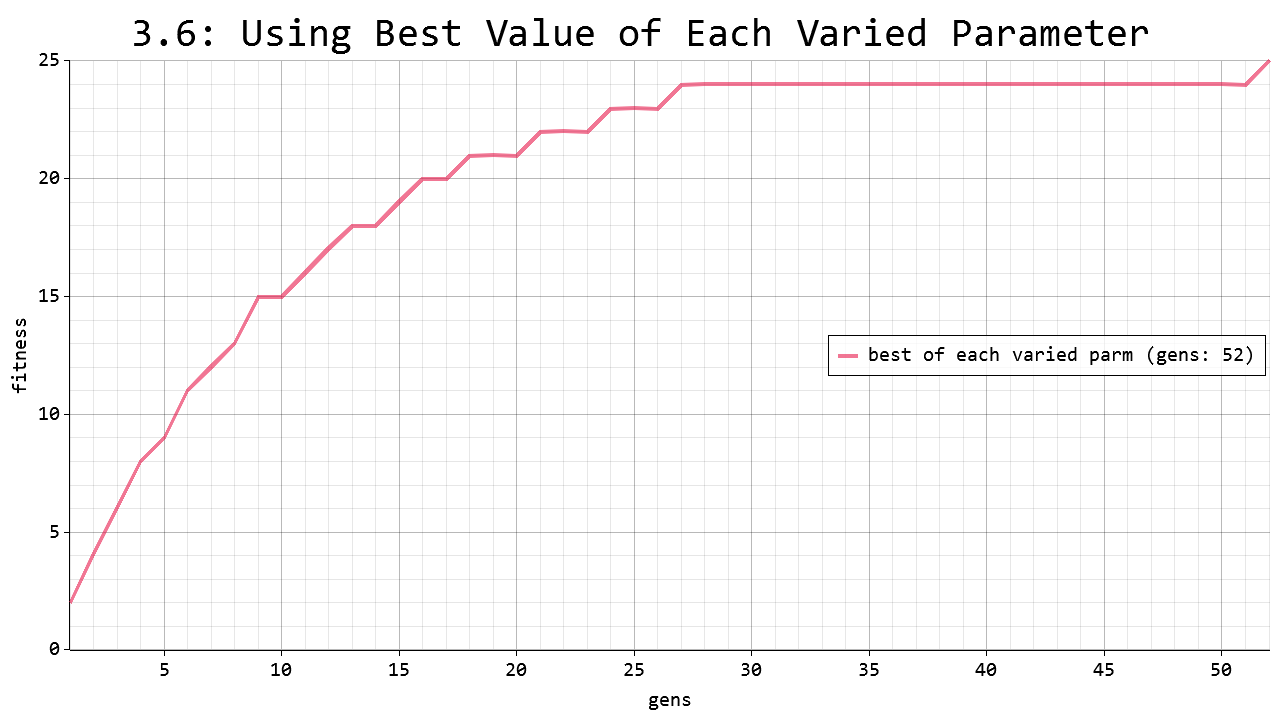 3.6: Using Best Value of Each Varied Parameter
25
20
15
10
5
0
fitness
best of each varied parm (gens: 52)
5 10 15 20 25 30 35 40 45 50
gens